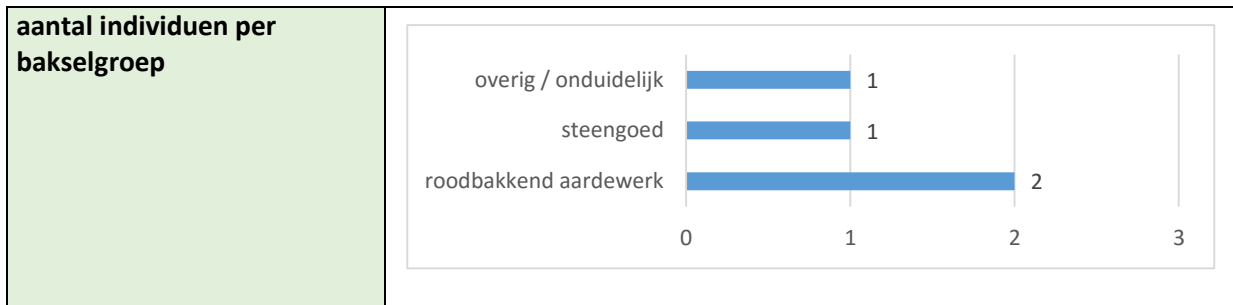 aantal individuen per
bakselgroep
overig / onduidelijk 1
steengoed 1
roodbakkend aardewerk 2
0 1 2 3